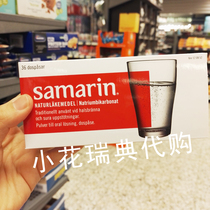 36 dospåsar
samarin®
NATURLÄKEMEDEL | Natriumbikarbonat
Traditionellt använt vid halsbränna
och sura uppstötningar.
Pulver till oral lösning, dospåse
小花瑞典代购